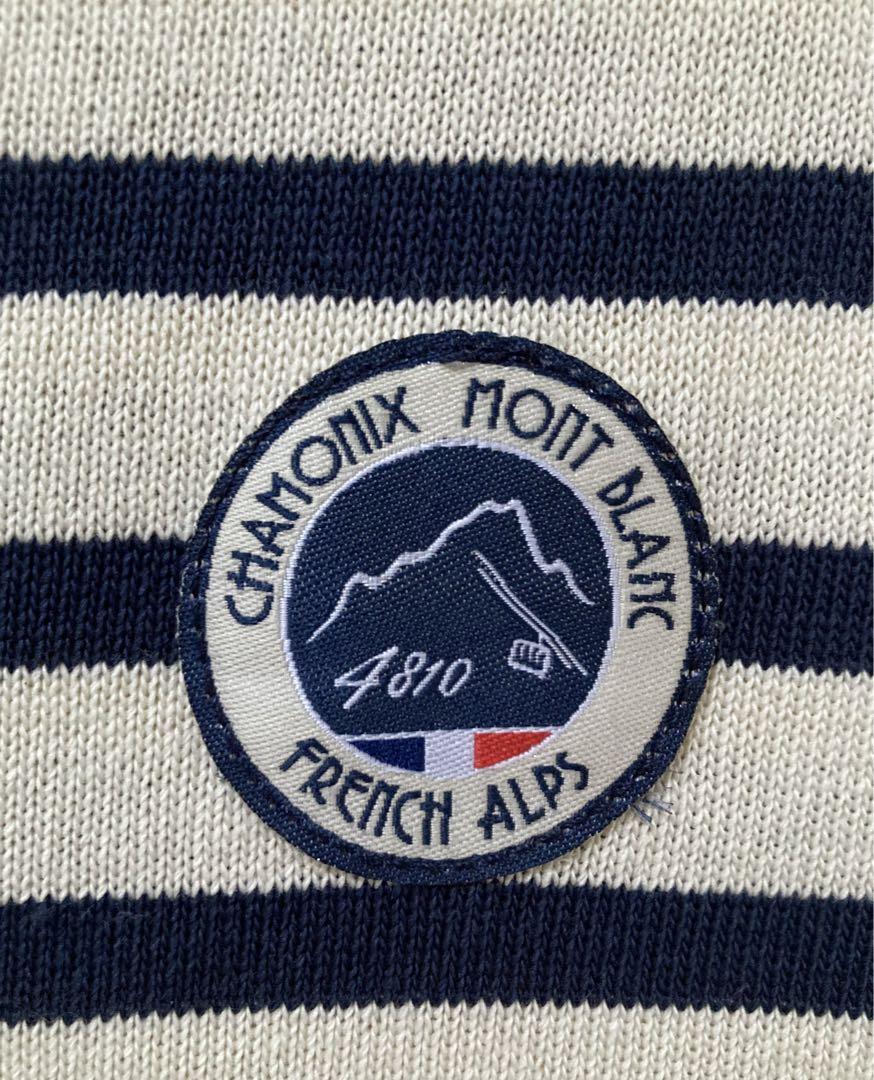 CHAMONIX MONT BLANC
4810
FRENCH ALPS